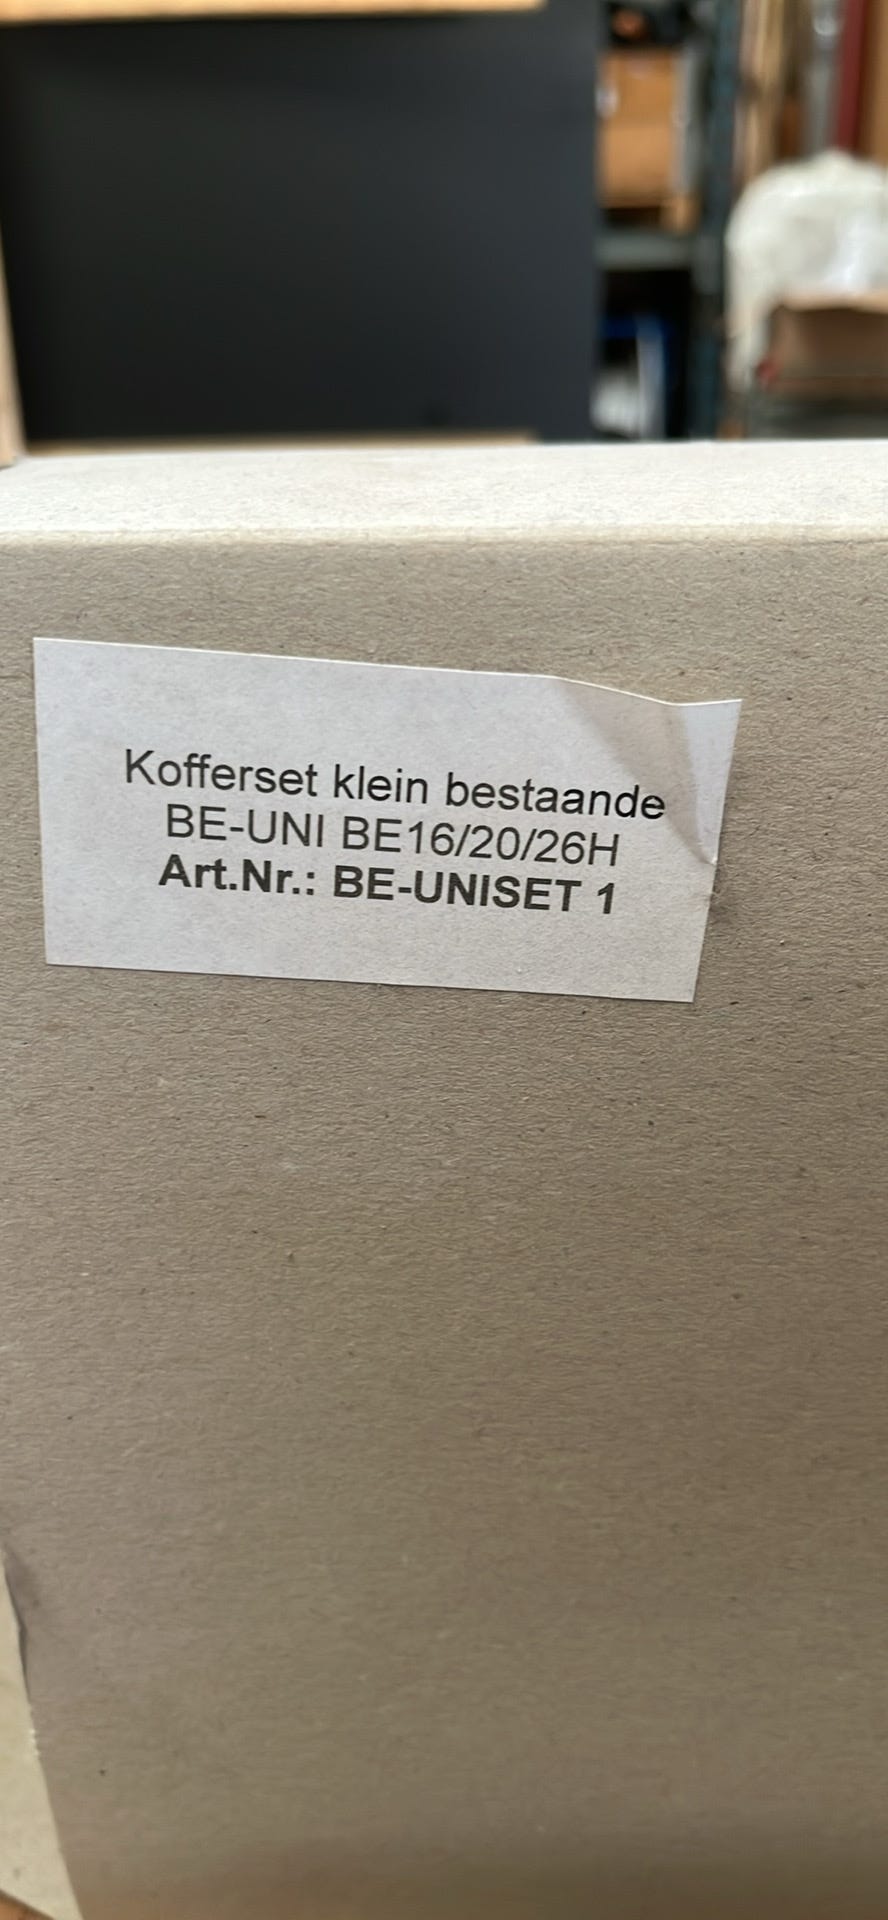 Kofferset klein bestaande
BE-UNI BE16/20/26H
Art.Nr.: BE-UNISET 1